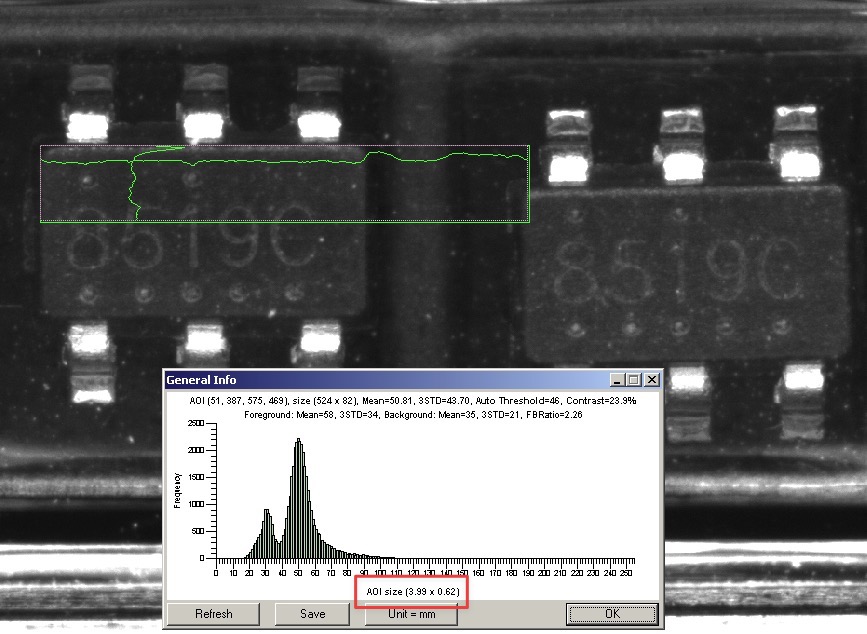 8519C
8519C
General Info
AOI (51, 387, 575, 469), size (524 x 82), Mean=50.81, 3STD=43.70, Auto Threshold=46, Contrast=23.9%
Foreground: Mean=58, 3STD=34, Background: Mean=35, 3STD=21, FBRatio=2.26
2500
2000
1500
1000
500
0
Frequency
0 10 20 30 40 50 60 70 80 90 100 110 120 130 140 150 160 170 180 190 200 210 220 230 240 250
AOI size (3.99 x 0.62)
Refresh Save Unit = mm OK